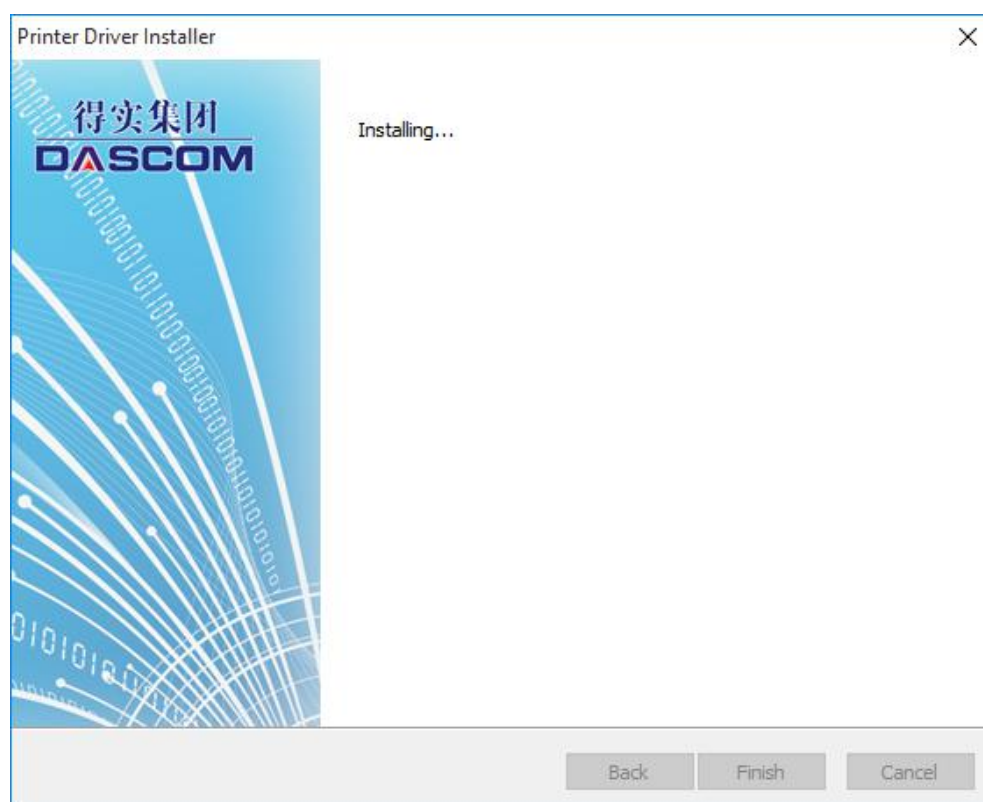 Printer Driver Installer
得实集团
DASCOM
Installing...
Back
Finish
Cancel